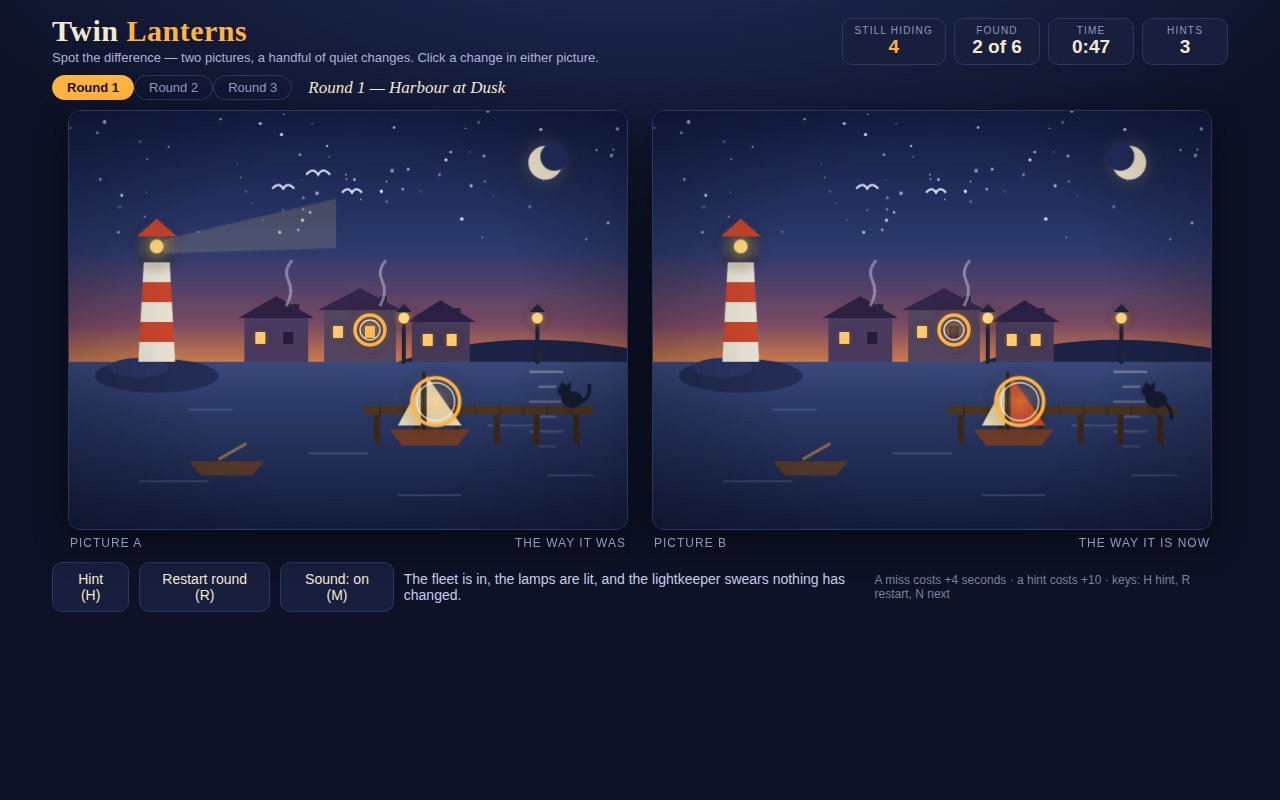 Twin Lanterns
Spot the difference — two pictures, a handful of quiet changes. Click a change in either picture.
STILL HIDING
4
FOUND
2 of 6
TIME
0:47
HINTS
3
Round 1
Round 2
Round 3
Round 1 — Harbour at Dusk
PICTURE A
THE WAY IT WAS
PICTURE B
THE WAY IT IS NOW
Hint
(H)
Restart round
(R)
Sound: on
(M)
The fleet is in, the lamps are lit, and the lightkeeper swears nothing has
changed.
A miss costs +4 seconds · a hint costs +10 · keys: H hint, R
restart, N next